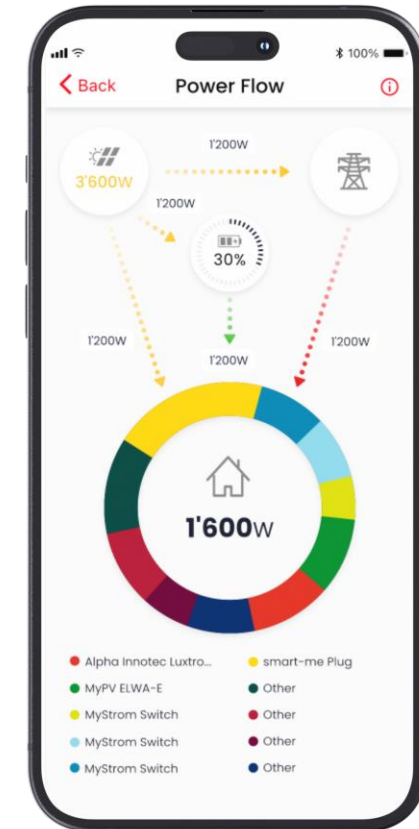 100%
Back Power Flow
1'200W
3'600W
1'200W
30%
1'200W 1'200W
1'200W
1'600W
Alpha Innotec Luxtro... smart-me Plug
MyPV ELWA-E Other
MyStrom Switch Other
MyStrom Switch Other
MyStrom Switch Other